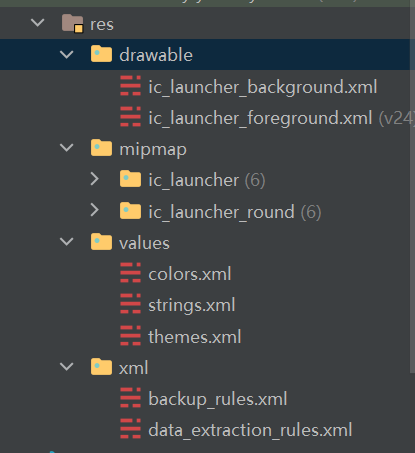 res
drawable
ic_launcher_background.xml
ic_launcher_foreground.xml (v24)
mipmap
ic_launcher (6)
ic_launcher_round (6)
values
colors.xml
strings.xml
themes.xml
xml
backup_rules.xml
data_extraction_rules.xml